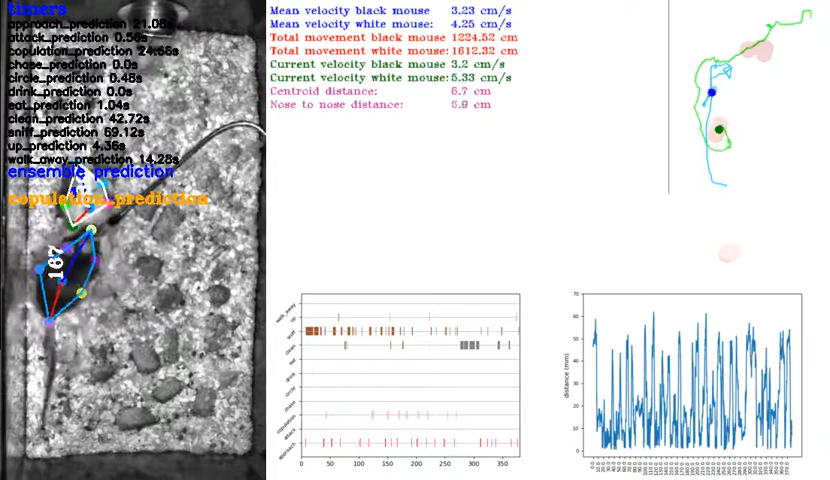 timers
approach_prediction 21.08s
attack_prediction 0.56s
copulation_prediction 24.66s
chase_prediction 0.0s
circle_prediction 0.48s
drink_prediction 0.0s
eat_prediction 1.04s
clean_prediction 42.72s
sniff_prediction 69.12s
up_prediction 4.36s
walk_away_prediction 14.28s
ensemble prediction
copulation_prediction
167
Mean velocity black mouse 3.23 cm/s
Mean velocity white mouse: 4.25 cm/s
Total movement black mouse 1224.52 cm
Total movement white mouse: 1612.32 cm
Current velocity black mouse 3.2 cm/s
Current velocity white mouse: 5.33 cm/s
Centroid distance: 6.7 cm
Nose to nose distance: 5.9 cm
walk_away
up
sniff
clean
eat
drink
circle
chase
copulation
attack
approach
0 50 100 150 200 250 300 350
distance (mm)
70
60
50
40
30
20
10
0